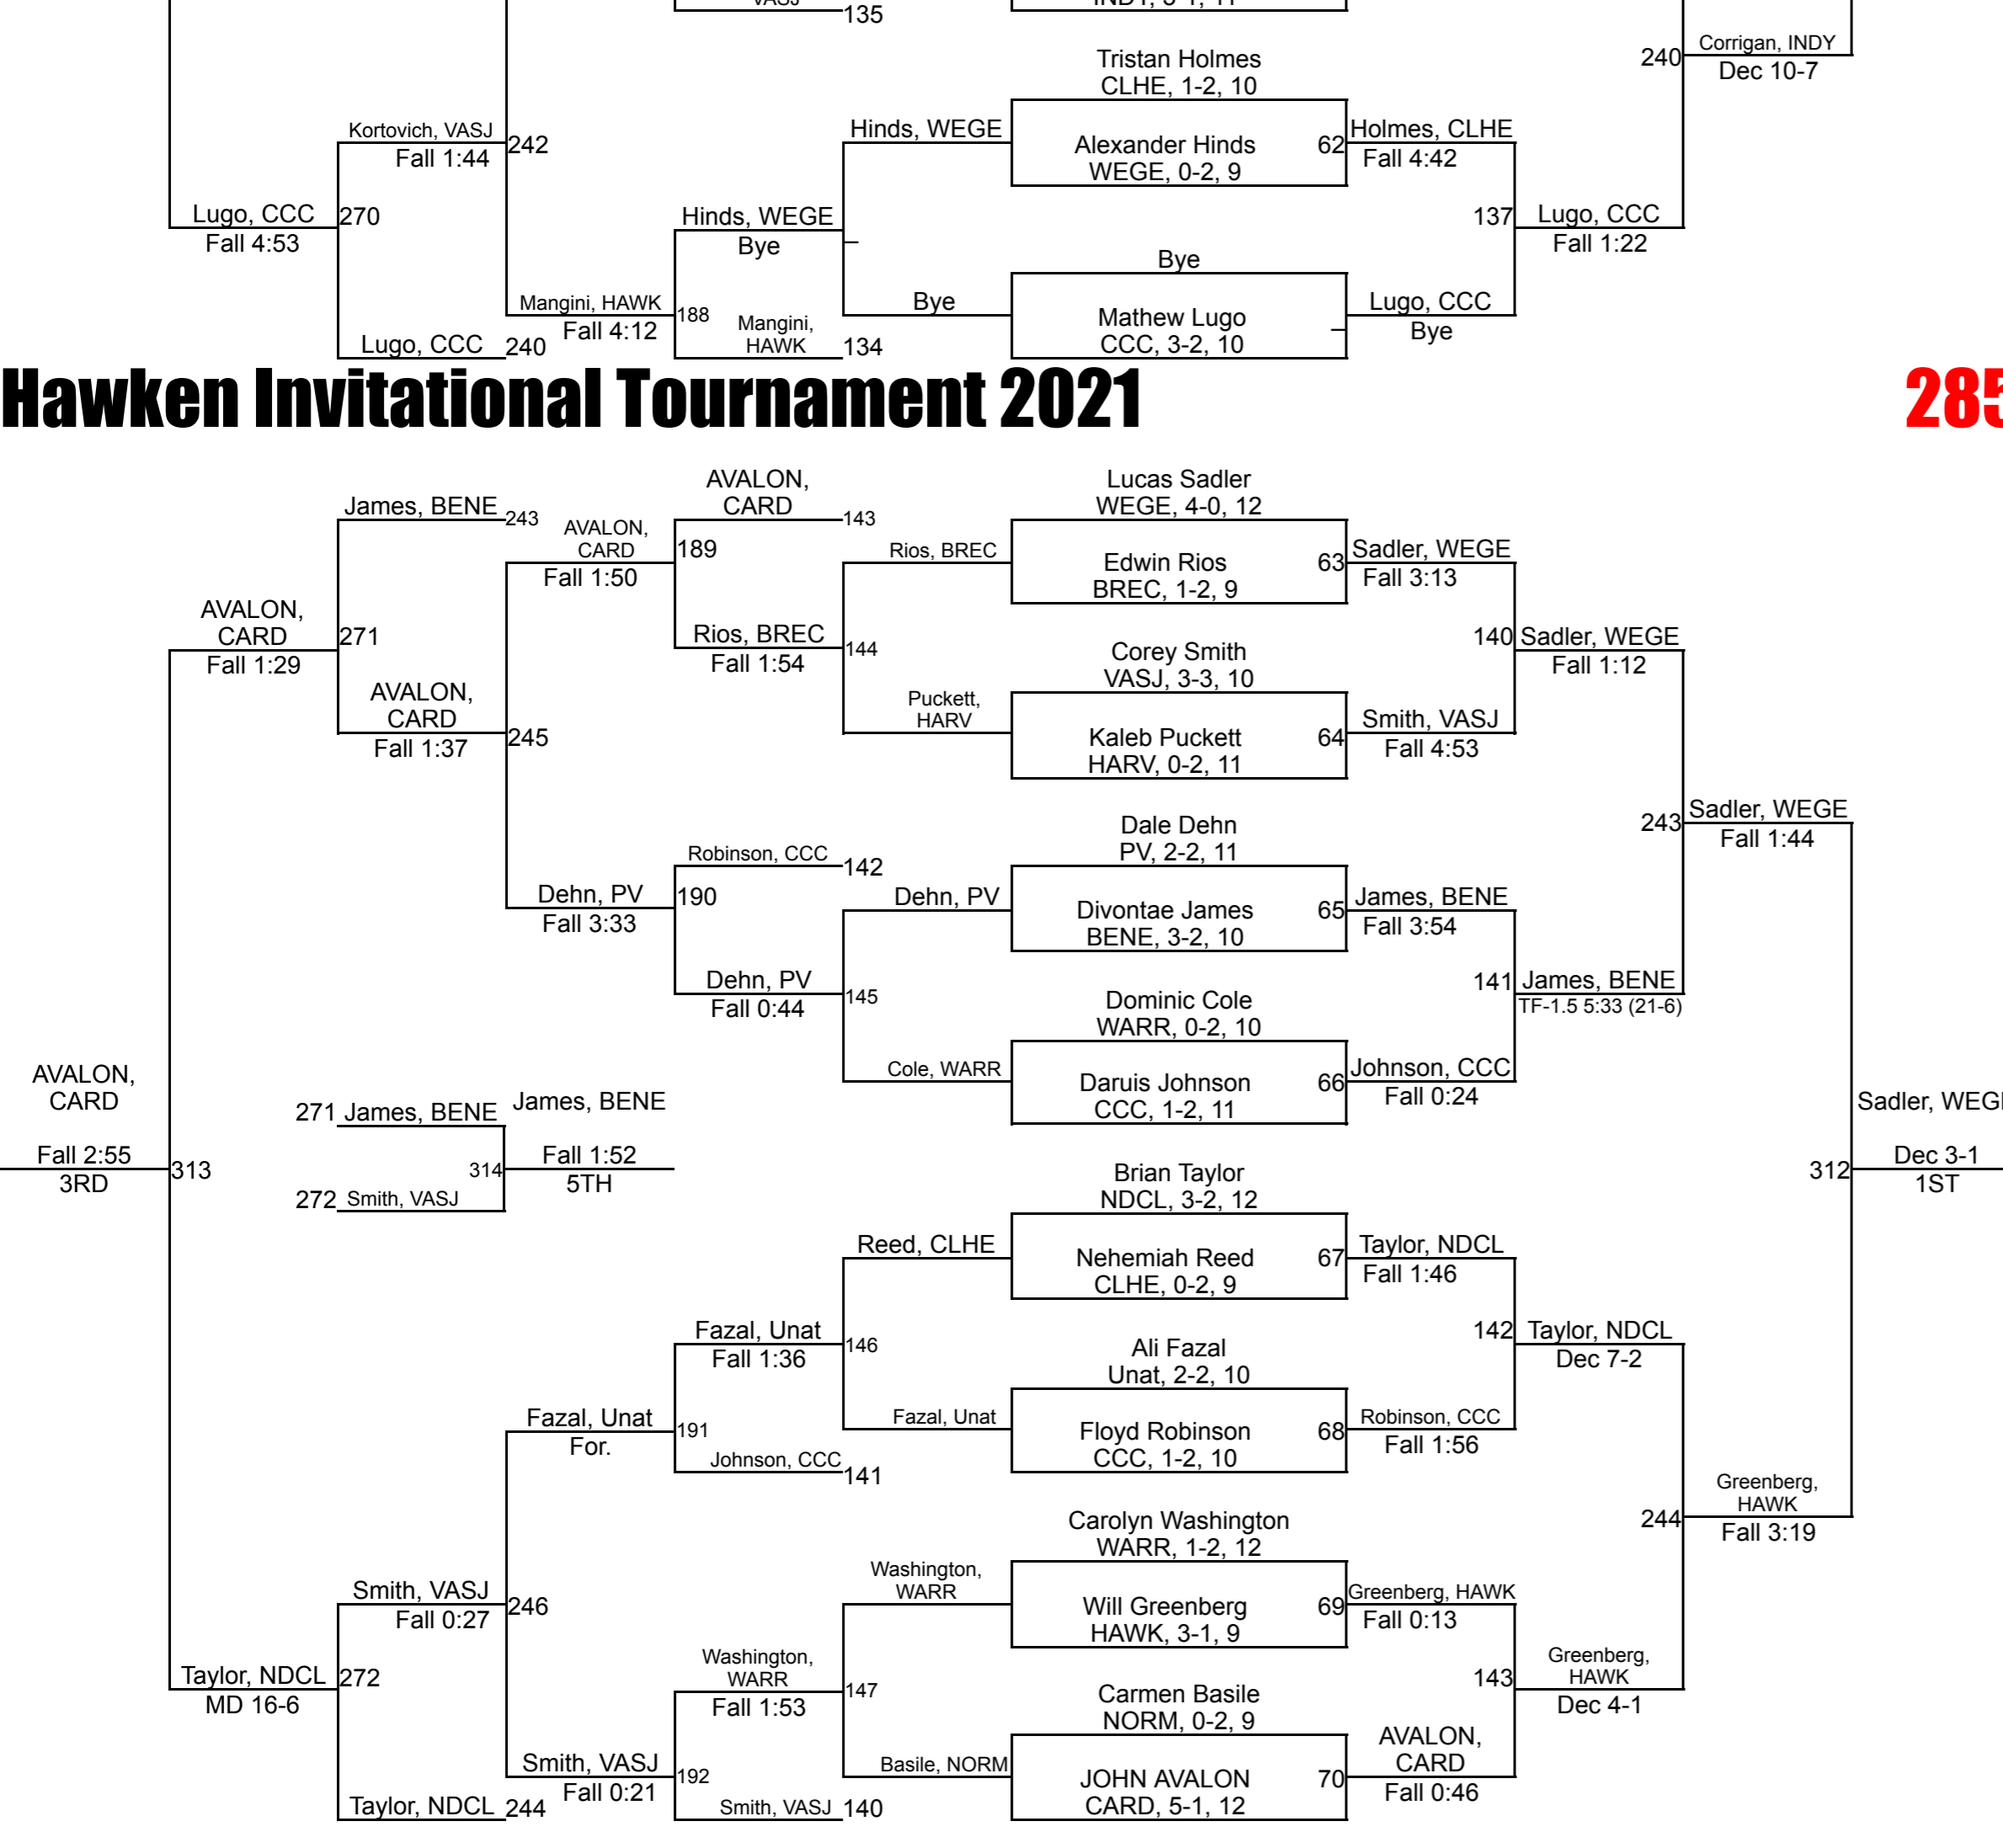 VASJ
135
INDY, 3-1, 11
Corrigan, INDY
240
Dec 10-7
Tristan Holmes
CLHE, 1-2, 10
Kortovich, VASJ
242
Fall 1:44
Hinds, WEGE
Alexander Hinds
WEGE, 0-2, 9
62
Holmes, CLHE
Fall 4:42
Lugo, CCC
270
Fall 4:53
Hinds, WEGE
Bye
137
Lugo, CCC
Fall 1:22
Bye
Mangini, HAWK
188
Fall 4:12
Bye
Mathew Lugo
CCC, 3-2, 10
Lugo, CCC
Bye
Lugo, CCC
240
Mangini,
HAWK
134
Hawken Invitational Tournament 2021
285
James, BENE
243
AVALON,
CARD
143
Lucas Sadler
WEGE, 4-0, 12
AVALON,
CARD
189
Fall 1:50
Rios, BREC
Edwin Rios
BREC, 1-2, 9
63
Sadler, WEGE
Fall 3:13
AVALON,
CARD
271
Fall 1:29
Rios, BREC
144
Fall 1:54
Corey Smith
VASJ, 3-3, 10
140
Sadler, WEGE
Fall 1:12
AVALON,
CARD
245
Fall 1:37
Puckett,
HARV
Kaleb Puckett
HARV, 0-2, 11
64
Smith, VASJ
Fall 4:53
Dale Dehn
PV, 2-2, 11
243
Sadler, WEGE
Fall 1:44
Robinson, CCC
142
Dehn, PV
190
Fall 3:33
Dehn, PV
Divontae James
BENE, 3-2, 10
65
James, BENE
Fall 3:54
Dehn, PV
145
Fall 0:44
Dominic Cole
WARR, 0-2, 10
141
James, BENE
TF-1.5 5:33 (21-6)
Cole, WARR
Daruis Johnson
CCC, 1-2, 11
66
Johnson, CCC
Fall 0:24
AVALON,
CARD
Fall 2:55
3RD
313
271
James, BENE
272
Smith, VASJ
314
James, BENE
Fall 1:52
5TH
Brian Taylor
NDCL, 3-2, 12
312
Sadler, WEG
Dec 3-1
1ST
Reed, CLHE
Nehemiah Reed
CLHE, 0-2, 9
67
Taylor, NDCL
Fall 1:46
Fazal, Unat
146
Fall 1:36
Ali Fazal
Unat, 2-2, 10
142
Taylor, NDCL
Dec 7-2
Fazal, Unat
191
For.
Fazal, Unat
Floyd Robinson
CCC, 1-2, 10
68
Robinson, CCC
Fall 1:56
Johnson, CCC
141
Carolyn Washington
WARR, 1-2, 12
244
Greenberg,
HAWK
Fall 3:19
Smith, VASJ
246
Fall 0:27
Washington,
WARR
Will Greenberg
HAWK, 3-1, 9
69
Greenberg, HAWK
Fall 0:13
Taylor, NDCL
272
MD 16-6
Washington,
WARR
147
Fall 1:53
Carmen Basile
NORM, 0-2, 9
143
Greenberg,
HAWK
Dec 4-1
Smith, VASJ
192
Fall 0:21
Basile, NORM
JOHN AVALON
CARD, 5-1, 12
70
AVALON,
CARD
Fall 0:46
Taylor, NDCL
244
Smith, VASJ
140